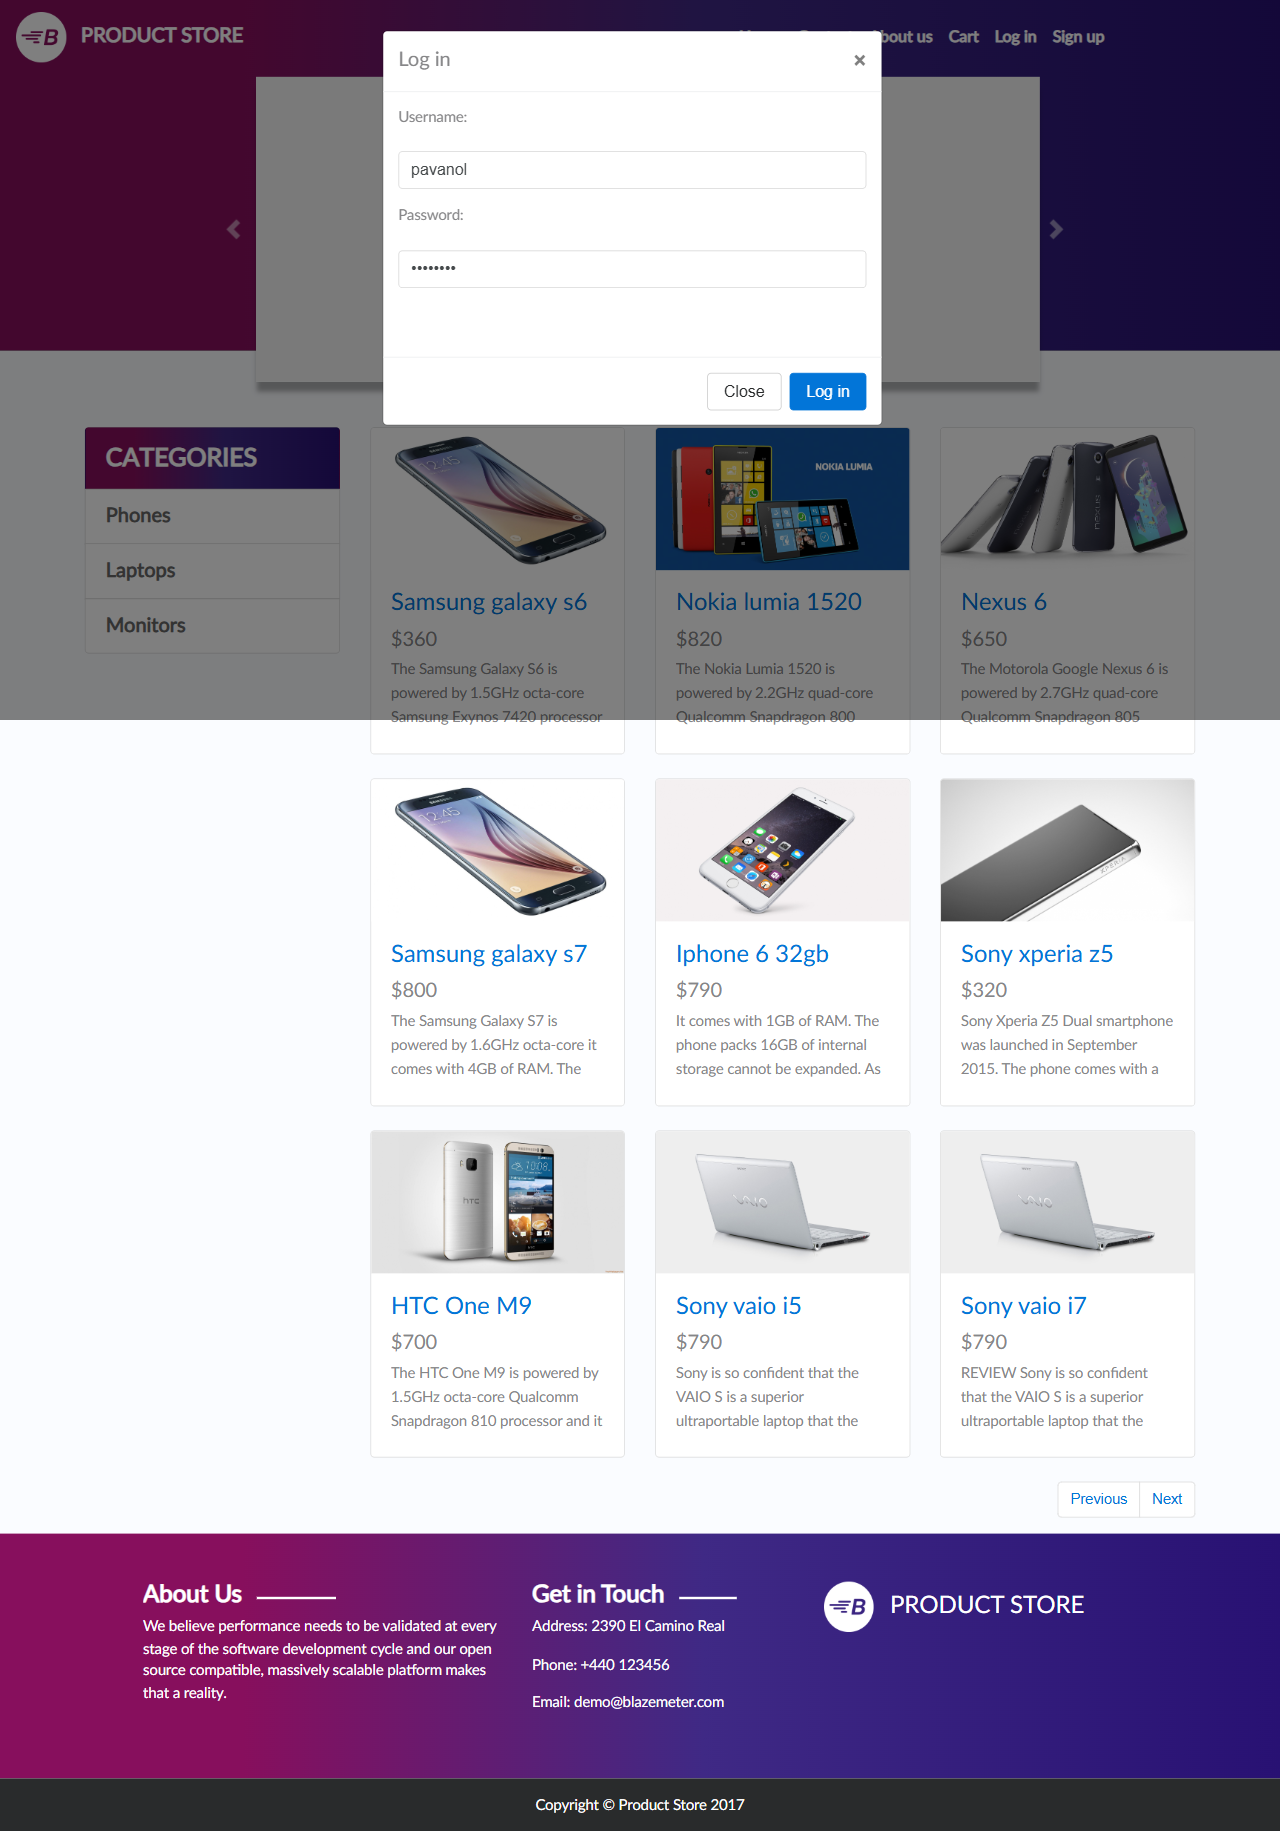 PRODUCT STORE
bout us Cart Log in Sign up
Log in ×
Username:
pavanol
Password:
••••••••
Close Log in
CATEGORIES
Phones
Laptops
Monitors
NOKIA LUMIA
Samsung galaxy s6
$360
The Samsung Galaxy S6 is
powered by 1.5GHz octa-core
Samsung Exynos 7420 processor
Nokia lumia 1520
$820
The Nokia Lumia 1520 is
powered by 2.2GHz quad-core
Qualcomm Snapdragon 800
Nexus 6
$650
The Motorola Google Nexus 6 is
powered by 2.7GHz quad-core
Qualcomm Snapdragon 805
Samsung galaxy s7
$800
The Samsung Galaxy S7 is
powered by 1.6GHz octa-core it
comes with 4GB of RAM. The
Iphone 6 32gb
$790
It comes with 1GB of RAM. The
phone packs 16GB of internal
storage cannot be expanded. As
XPERIA
Sony xperia z5
$320
Sony Xperia Z5 Dual smartphone
was launched in September
2015. The phone comes with a
hTC
HTC One M9
$700
The HTC One M9 is powered by
1.5GHz octa-core Qualcomm
Snapdragon 810 processor and it
VAIO
Sony vaio i5
$790
Sony is so confident that the
VAIO S is a superior
ultraportable laptop that the
VAIO
Sony vaio i7
$790
REVIEW Sony is so confident
that the VAIO S is a superior
ultraportable laptop that the
Previous Next
About Us
We believe performance needs to be validated at every
stage of the software development cycle and our open
source compatible, massively scalable platform makes
that a reality.
Get in Touch
Address: 2390 El Camino Real
Phone: +440 123456
Email: demo@blazemeter.com
B PRODUCT STORE
Copyright © Product Store 2017